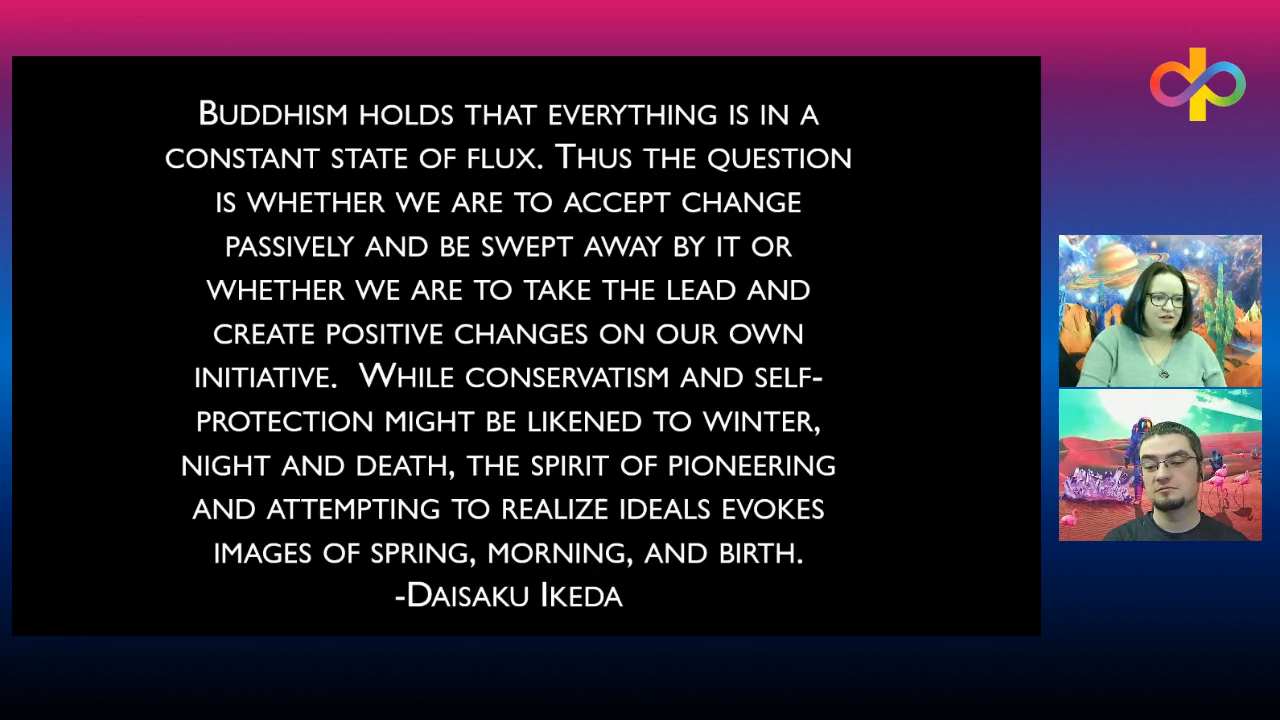 Buddhism holds that everything is in a
constant state of flux. Thus the question
is whether we are to accept change
passively and be swept away by it or
whether we are to take the lead and
create positive changes on our own
initiative.  While conservatism and self-
protection might be likened to winter,
night and death, the spirit of pioneering
and attempting to realize ideals evokes
images of spring, morning, and birth.
-Daisaku Ikeda